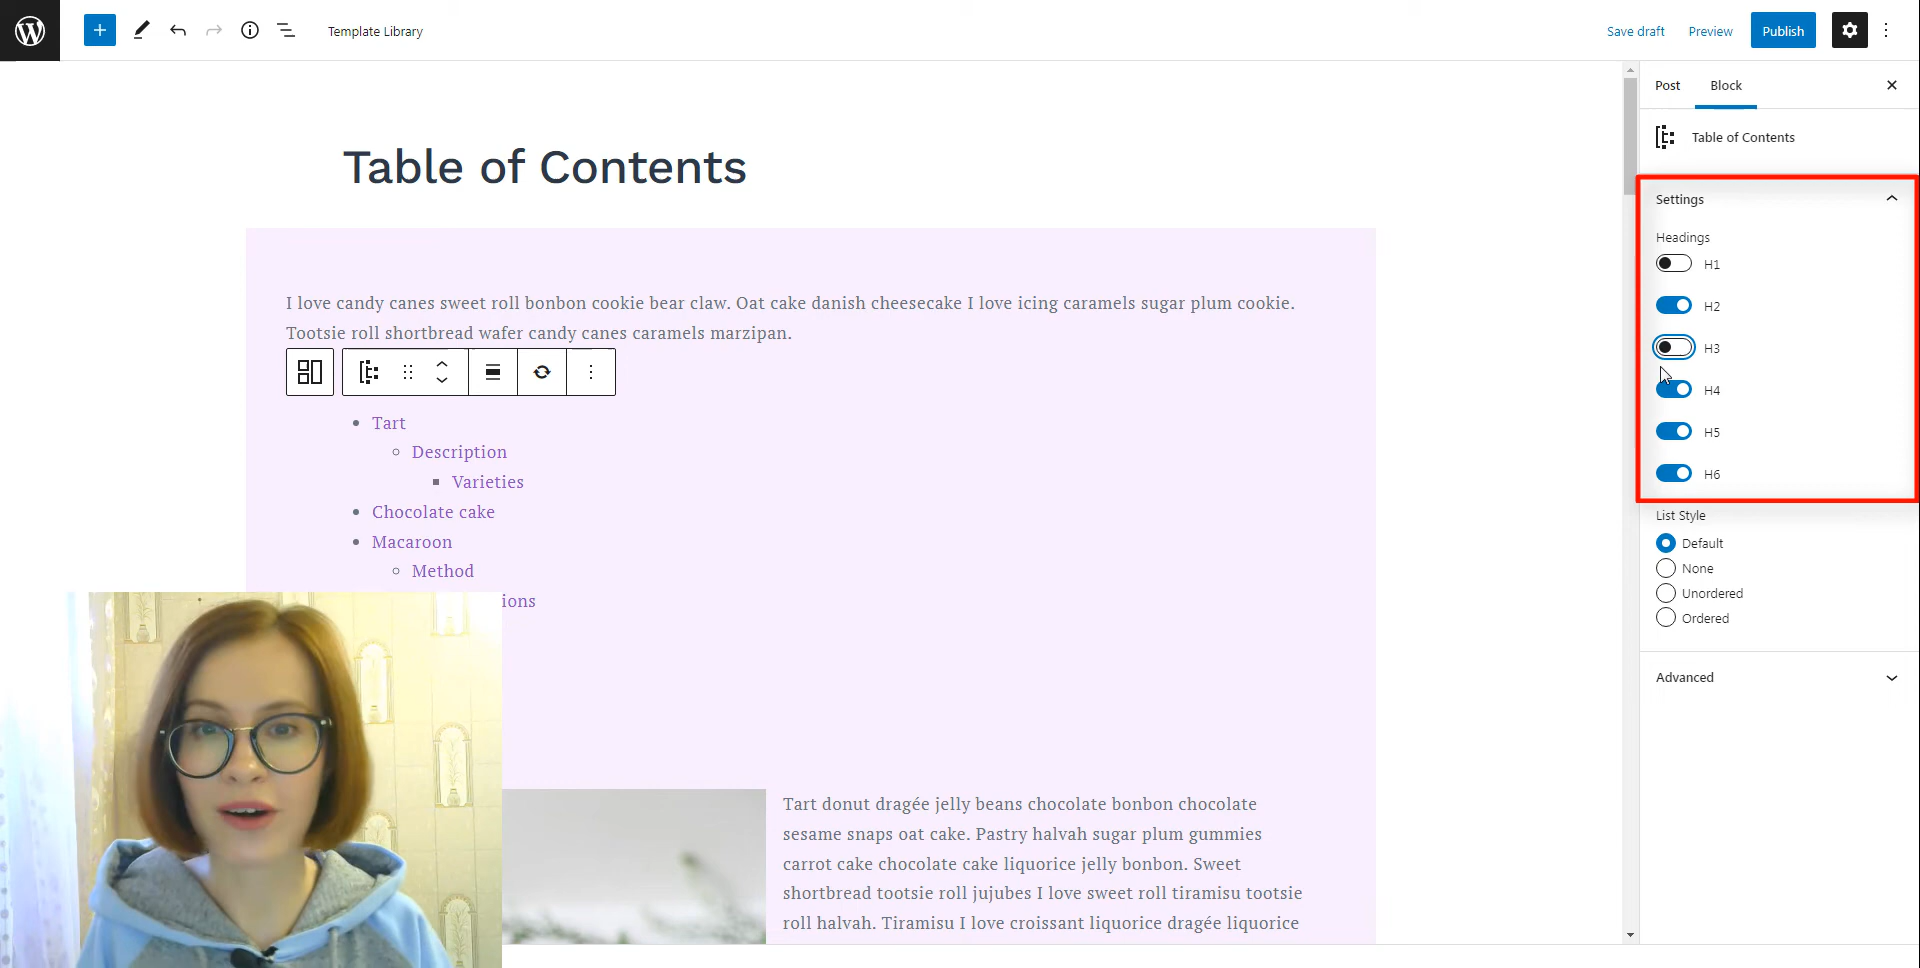 Template Library
Save draft
Preview
Publish
Post
Block
Table of Contents
Table of Contents
I love candy canes sweet roll bonbon cookie bear claw. Oat cake danish cheesecake I love icing caramels sugar plum cookie.
Tootsie roll shortbread wafer candy canes caramels marzipan.
Tart
Description
Varieties
Chocolate cake
Macaroon
Method
ions
Tart donut dragée jelly beans chocolate bonbon chocolate
sesame snaps oat cake. Pastry halvah sugar plum gummies
carrot cake chocolate cake liquorice jelly bonbon. Sweet
shortbread tootsie roll jujubes I love sweet roll tiramisu tootsie
roll halvah. Tiramisu I love croissant liquorice dragée liquorice
Settings
Headings
H1
H2
H3
H4
H5
H6
List Style
Default
None
Unordered
Ordered
Advanced